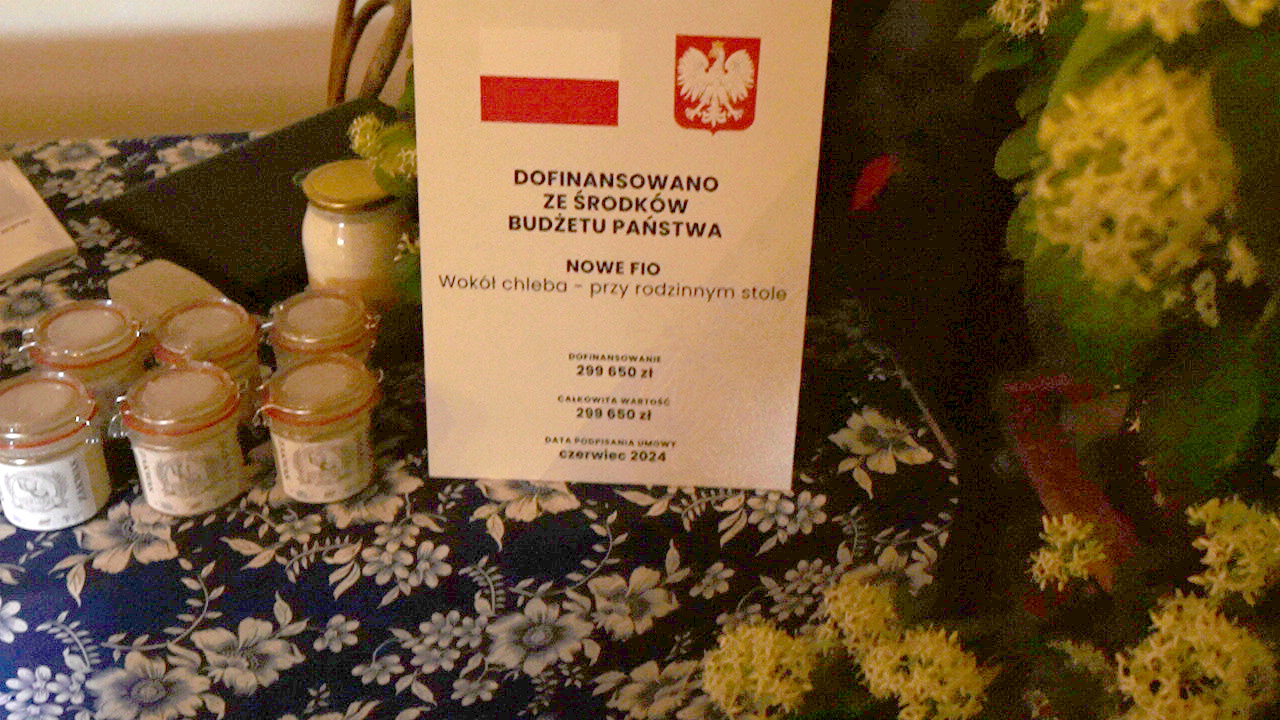 DOFINANSOWANO
ZE ŚRODKÓW
BUDŻETU PAŃSTWA
NOWE FIO
Wokół chleba - przy rodzinnym stole
DOFINANSOWANIE
299 650 zł
CAŁKOWITA WARTOŚĆ
299 650 zł
DATA PODPISANIA UMOWY
czerwiec 2024